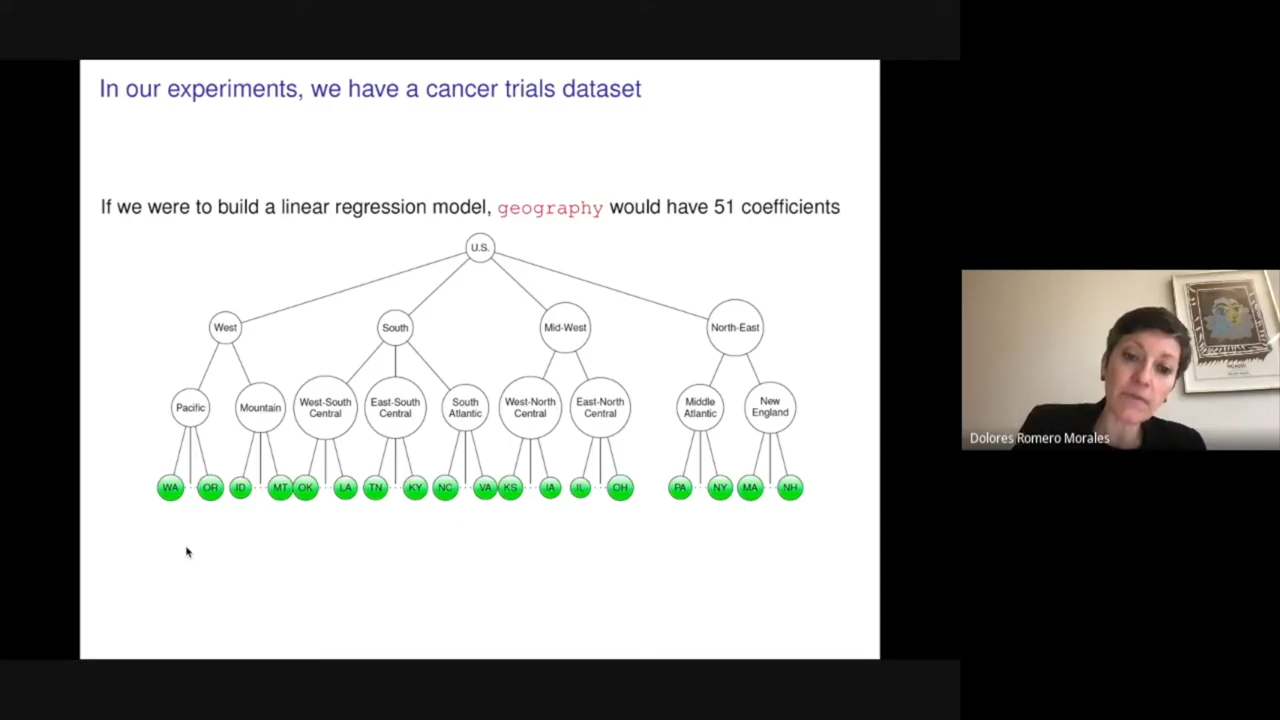 In our experiments, we have a cancer trials dataset
If we were to build a linear regression model, geography would have 51 coefficients
U.S.
West
South
Mid-West
North-East
Pacific
Mountain
West-South
Central
East-South
Central
South
Atlantic
West-North
Central
East-North
Central
Middle
Atlantic
New
England
WA
OR
ID
MT
OK
LA
TN
KY
NC
VA
KS
IA
IL
OH
PA
NY
MA
NH
Dolores Romero Morales